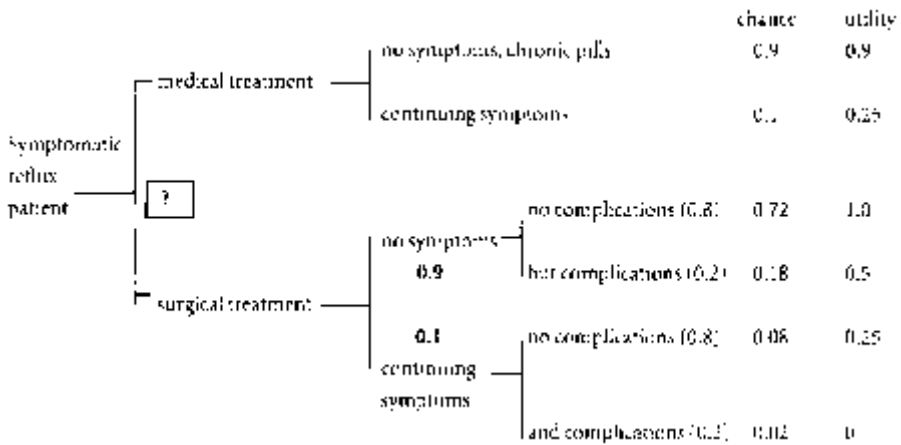 chance utility
no symptoms, chronic pills 0.9 0.9
medical treatment
continuing symptoms 0.25
Symptomatic
reflux
patient
?
no complications (0.8) 0.72 1.0
no symptoms
0.9
but complications (0.2) 0.18 0.5
surgical treatment
0.1
no complications (0.8) 0.08 0.25
continuing
symptoms
and complications (0.2) 0.02 0